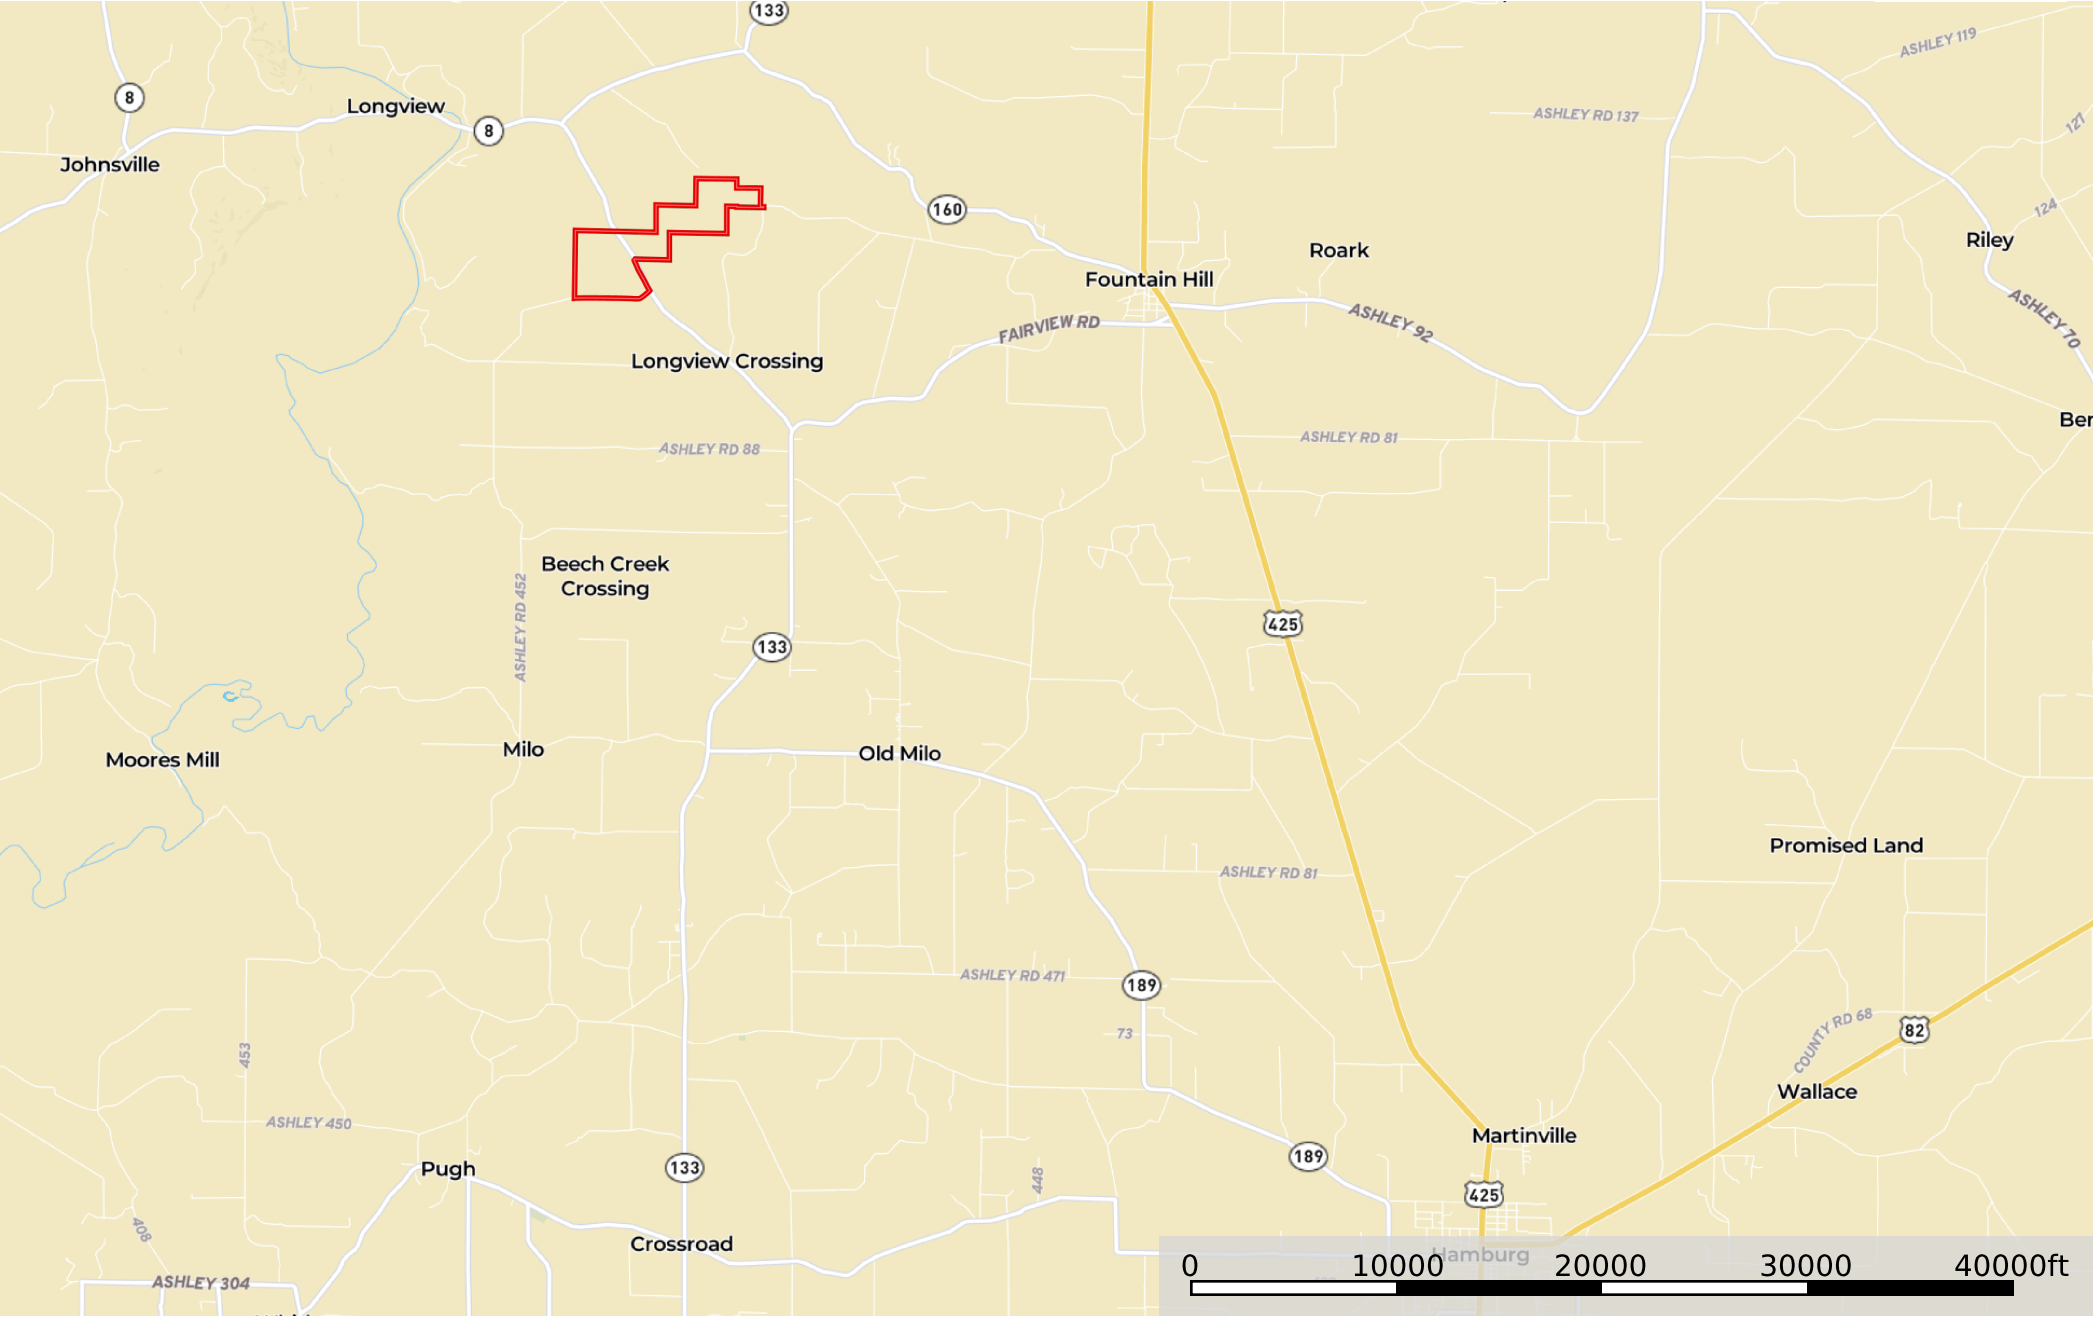 133
ASHLEY 119
8
Longview
8
ASHLEY RD 137
127
Johnsville
160
124
Riley
Roark
Fountain Hill
ASHLEY 92
ASHLEY 70
FAIRVIEW RD
Longview Crossing
Ber
ASHLEY RD 81
ASHLEY RD 88
Beech Creek
Crossing
ASHLEY RD 452
425
133
Milo
Old Milo
Moores Mill
Promised Land
ASHLEY RD 81
ASHLEY RD 471
189
73
COUNTY RD 68
82
453
Wallace
ASHLEY 450
Martinville
189
Pugh
133
448
425
408
Crossroad
Hamburg
0 10000 20000 30000 40000ft
ASHLEY 304